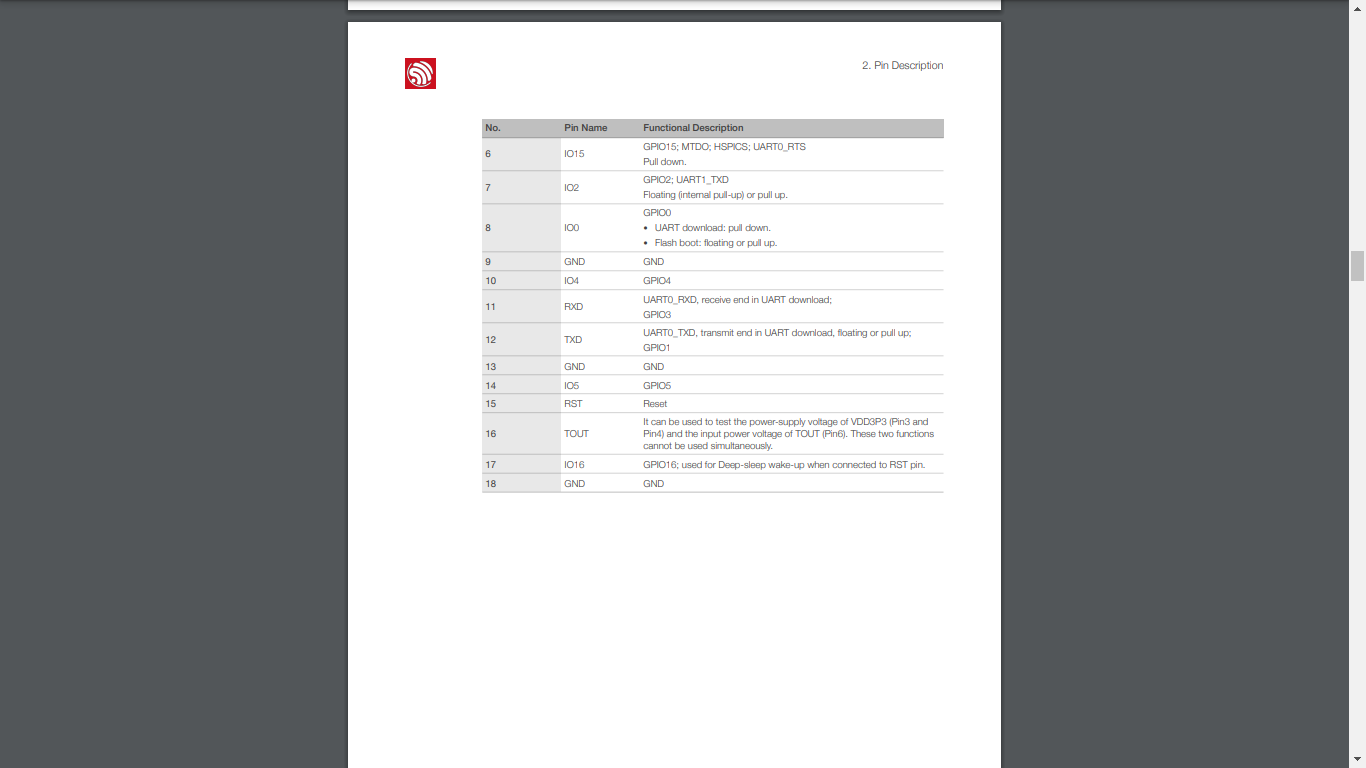 2. Pin Description
No. Pin Name Functional Description
6 IO15 GPIO15; MTDO; HSPICS; UART0_RTS
Pull down.
7 IO2 GPIO2; UART1_TXD
Floating (internal pull-up) or pull up.
8 IO0 GPIO0
• UART download: pull down.
• Flash boot: floating or pull up.
9 GND GND
10 IO4 GPIO4
11 RXD UART0_RXD, receive end in UART download;
GPIO3
12 TXD UART0_TXD, transmit end in UART download, floating or pull up;
GPIO1
13 GND GND
14 IO5 GPIO5
15 RST Reset
16 TOUT It can be used to test the power-supply voltage of VDD3P3 (Pin3 and
Pin4) and the input power voltage of TOUT (Pin6). These two functions
cannot be used simultaneously.
17 IO16 GPIO16; used for Deep-sleep wake-up when connected to RST pin.
18 GND GND